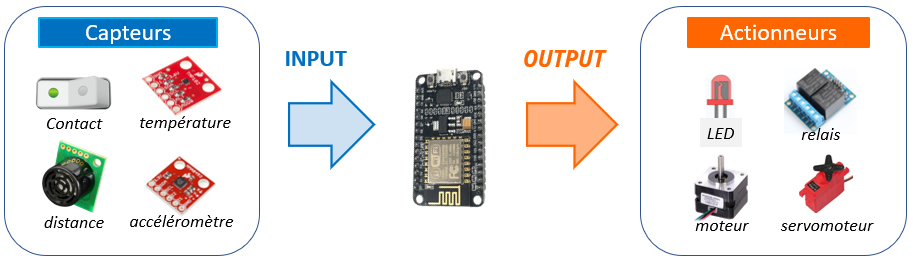 Capteurs
INPUT
OUTPUT
Actionneurs
Contact
température
distance
accéléromètre
LED
relais
moteur
servomoteur